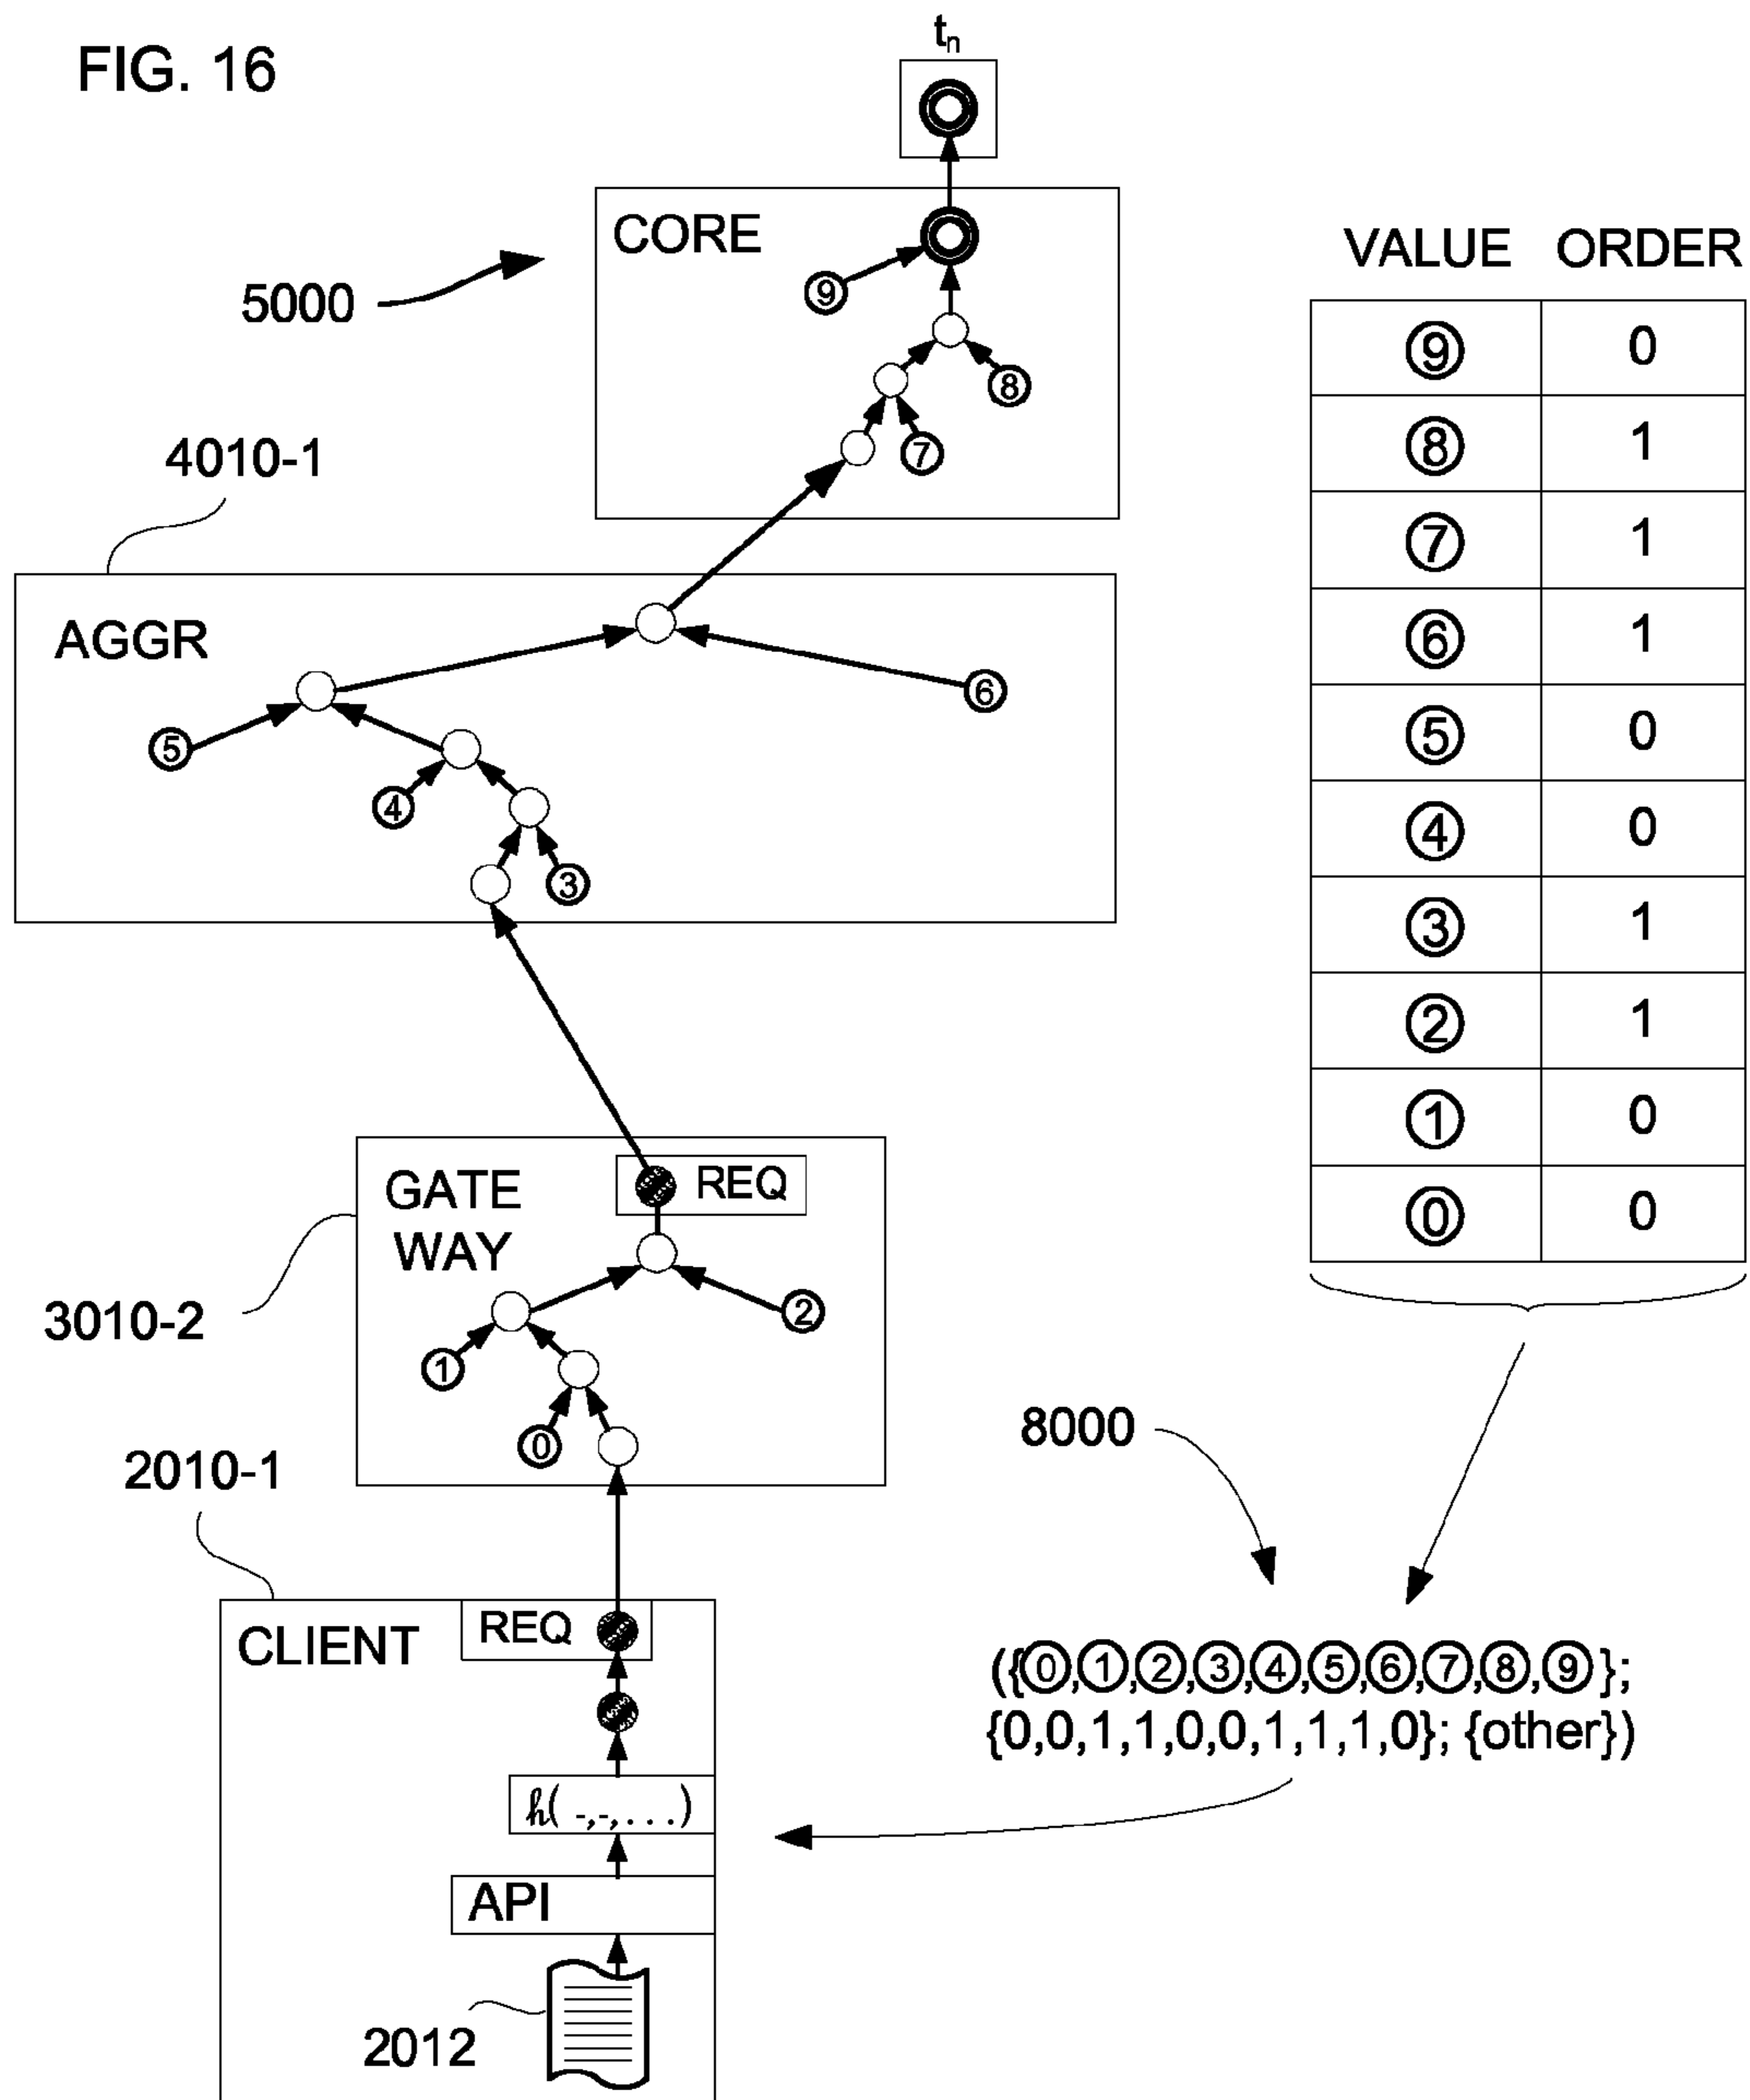 FIG. 16
tn
CORE
5000
⑨
⑧
⑦
4010-1
AGGR
⑥
⑤
④
③
GATE
WAY
REQ
3010-2
②
①
⓪
2010-1
CLIENT
REQ
h( -,-,...)
API
2012
VALUE ORDER
⑨ 0
⑧ 1
⑦ 1
⑥ 1
⑤ 0
④ 0
③ 1
② 1
① 0
⓪ 0
8000
({⓪,①,②,③,④,⑤,⑥,⑦,⑧,⑨};
{0,0,1,1,0,0,1,1,1,0}; {other})